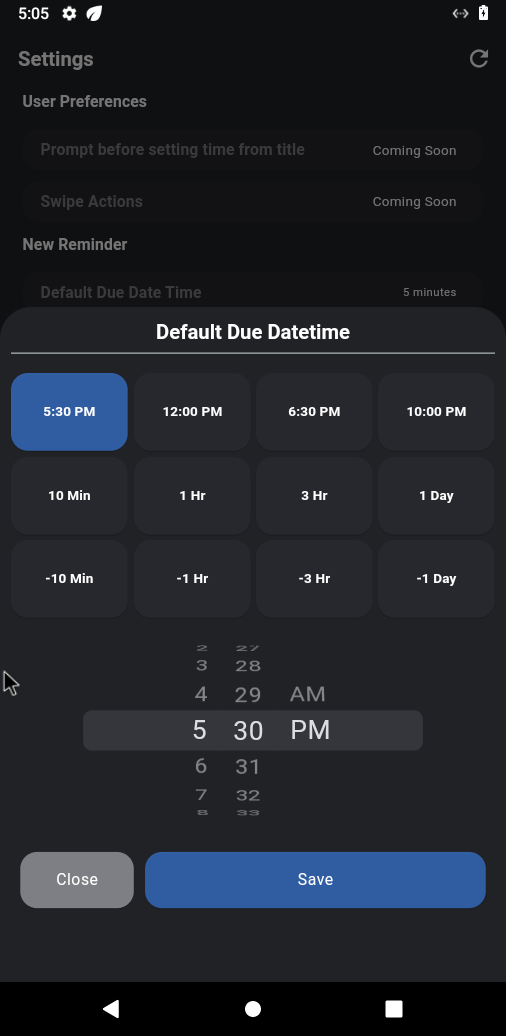 5:05
Settings
User Preferences
Prompt before setting time from title Coming Soon
Swipe Actions Coming Soon
New Reminder
Default Due Date Time 5 minutes
Default Due Datetime
5:30 PM 12:00 PM 6:30 PM 10:00 PM
10 Min 1 Hr 3 Hr 1 Day
-10 Min -1 Hr -3 Hr -1 Day
2 27
3 28
4 29 AM
5 30 PM
6 31
7 32
8 33
Close Save